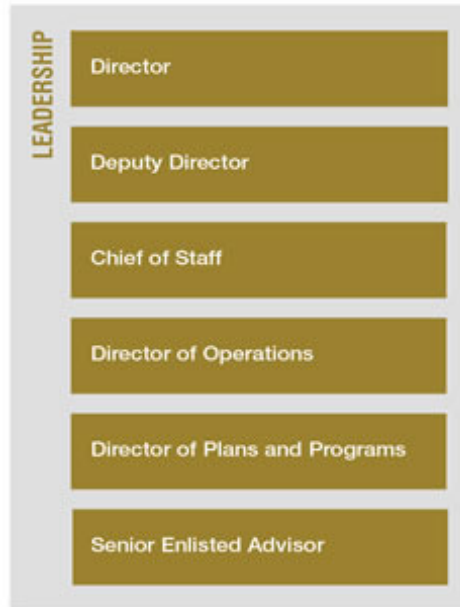 LEADERSHIP
Director
Deputy Director
Chief of Staff
Director of Operations
Director of Plans and Programs
Senior Enlisted Advisor